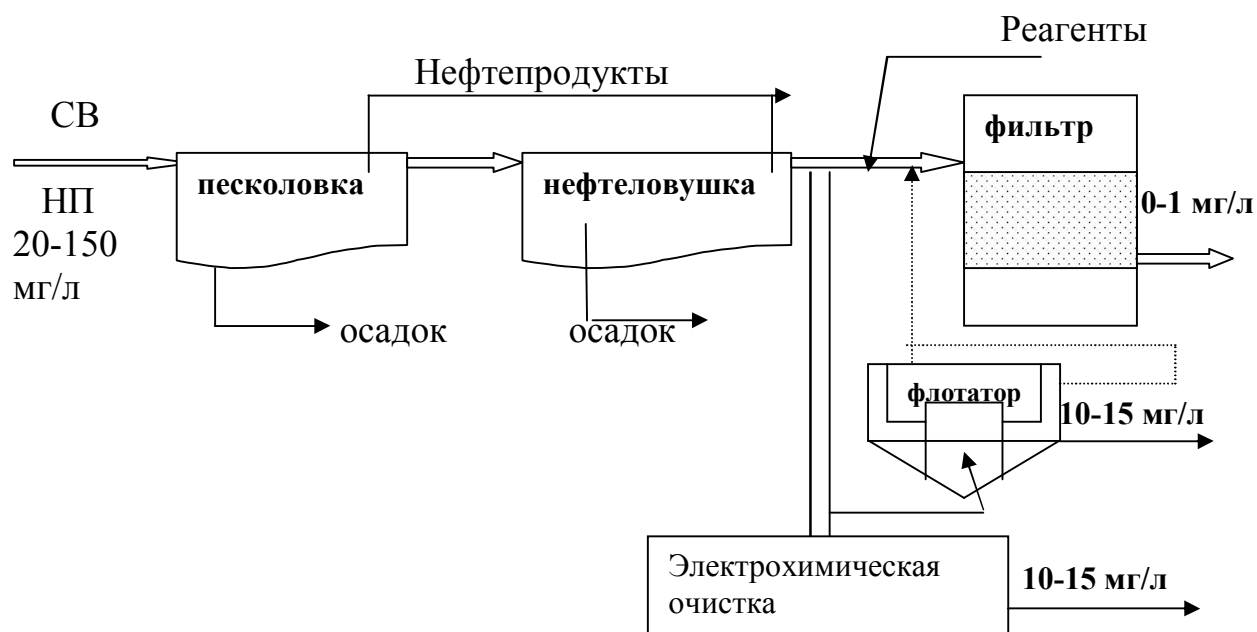 Реагенты
Нефтепродукты
СВ
фильтр
песколовка
нефтеловушка
НП
20-150
мг/л
0-1 мг/л
осадок
осадок
флотатор
10-15 мг/л
Электрохимическая
очистка
10-15 мг/л